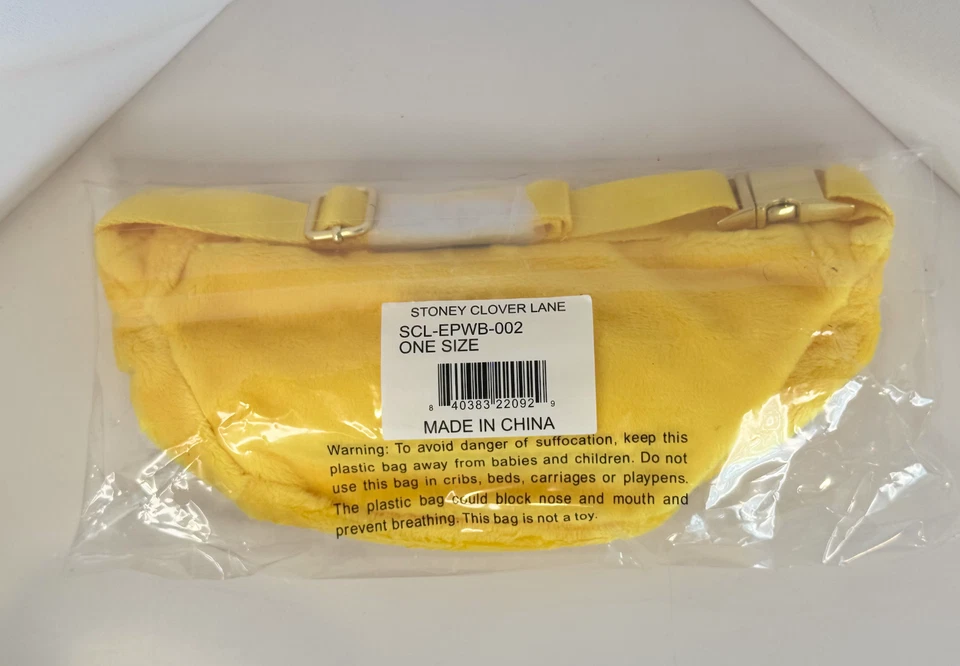 STONEY CLOVER LANE
SCL-EPWB-002
ONE SIZE
8 40383 22092 9
MADE IN CHINA
Warning: To avoid danger of suffocation, keep this
plastic bag away from babies and children. Do not
use this bag in cribs, beds, carriages or playpens.
The plastic bag could block nose and mouth and
prevent breathing. This bag is not a toy.